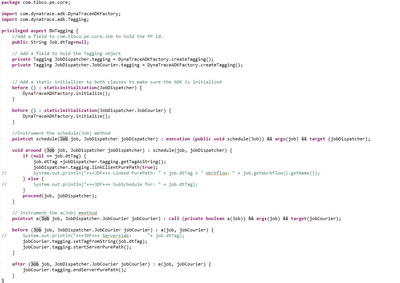 package com.tibco.pe.core;
import com.dynatrace.adk.DynaTraceADKFactory;
import com.dynatrace.adk.Tagging;
privileged aspect BWTagging {
//Add a field to com.tibco.pe.core.Job to hold the PP id.
public String Job.dtTag=null;
// Add a field to hold the Tagging object
private Tagging JobDispatcher.tagging = DynaTraceADKFactory.createTagging();
private Tagging JobDispatcher.JobCourier.tagging = DynaTraceADKFactory.createTagging();
// Add a static initializer to both classes to make sure the ADK is initialized
before () : staticinitialization(JobDispatcher) {
DynaTraceADKFactory.initialize();
}
before () : staticinitialization(JobDispatcher.JobCourier) {
DynaTraceADKFactory.initialize();
}
//Instrument the schedule(Job) method
pointcut schedule(Job job, JobDispatcher jobDispatcher) : execution (public void schedule(Job)) && args(job) && target (jobDispatcher);
void around (Job job, JobDispatcher jobDispatcher) : schedule(job, jobDispatcher) {
if (null == job.dtTag) {
job.dtTag =jobDispatcher.tagging.getTagAsString();
jobDispatcher.tagging.linkClientPurePath(true);
// System.out.println("+++JDF+++ Linked PurePath: " + job.dtTag + " Workflow: " + job.getWorkflow().getName());
} else {
// System.out.println("+++JDF+++ SubSchedule for: " + job.dtTag);
}
proceed(job, jobDispatcher);
}
// Instrument the a(Job) method
pointcut a(Job job, JobDispatcher.JobCourier jobCourier) : call (private boolean a(Job)) && args(job) && target(jobCourier);
before (Job job, JobDispatcher.JobCourier jobCourier) : a(job, jobCourier) {
// System.out.println("+++JDF+++ Serverside: "+ job.dtTag);
jobCourier.tagging.setTagFromString(job.dtTag);
jobCourier.tagging.startServerPurePath();
}
after (Job job, JobDispatcher.JobCourier jobCourier) : a(job, jobCourier) {
jobCourier.tagging.endServerPurePath();
}
}